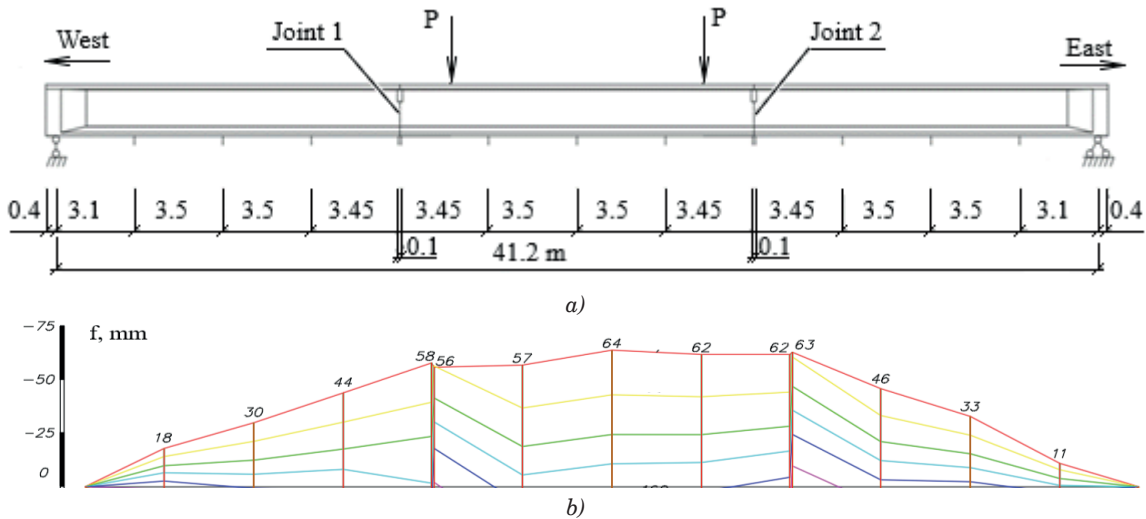 West
Joint 1
P
P
Joint 2
East
0.4 3.1 3.5 3.5 3.45 3.45 3.5 3.5 3.45 3.45 3.5 3.5 3.1 0.4
0.1 41.2 m 0.1
a)
-75 f, mm
-50
-25
0
18 30 44 58 56 57 64 62 62 63 46 33 11
b)